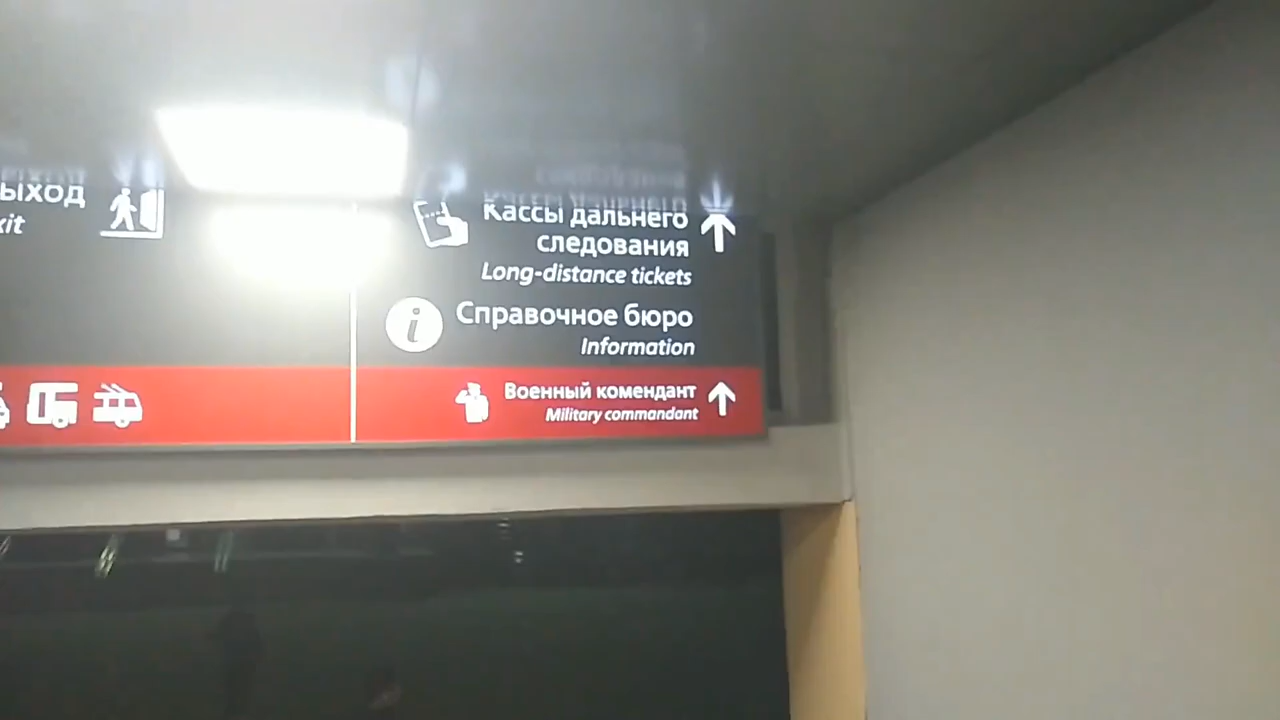 ыход
xit
Кассы дальнего
следования
Long-distance tickets
i
Справочное бюро
Information
Военный комендант
Military commandant